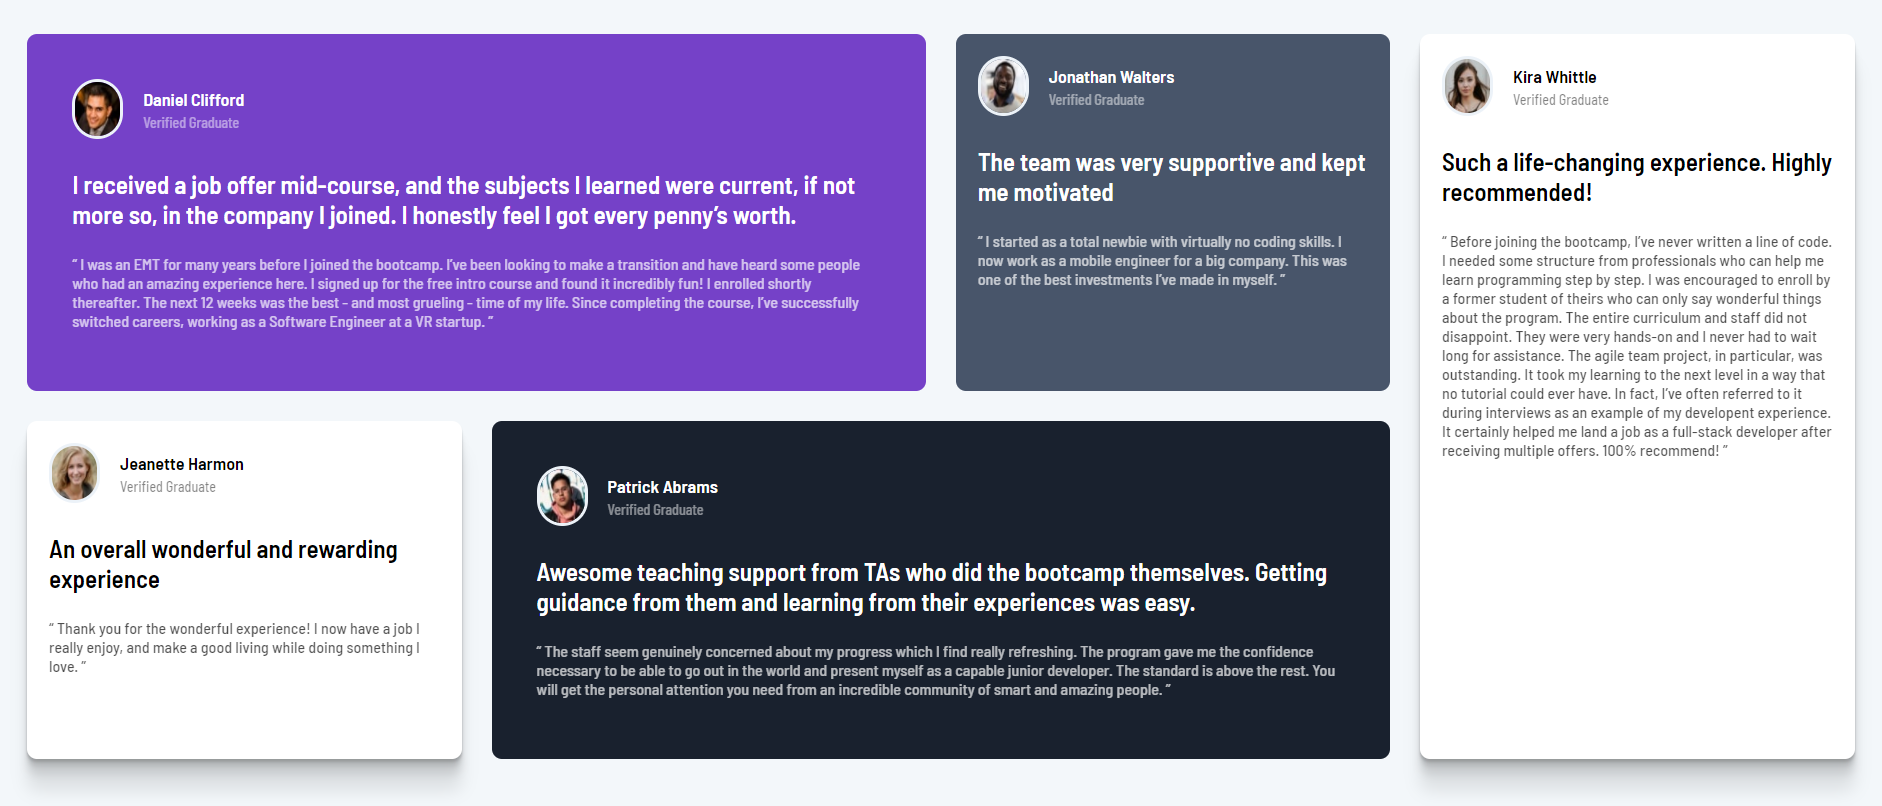 Daniel Clifford
Verified Graduate
I received a job offer mid-course, and the subjects I learned were current, if not
more so, in the company I joined. I honestly feel I got every penny’s worth.
“ I was an EMT for many years before I joined the bootcamp. I’ve been looking to make a transition and have heard some people
who had an amazing experience here. I signed up for the free intro course and found it incredibly fun! I enrolled shortly
thereafter. The next 12 weeks was the best - and most grueling - time of my life. Since completing the course, I’ve successfully
switched careers, working as a Software Engineer at a VR startup. ”
Jonathan Walters
Verified Graduate
The team was very supportive and kept
me motivated
“ I started as a total newbie with virtually no coding skills. I
now work as a mobile engineer for a big company. This was
one of the best investments I’ve made in myself. ”
Kira Whittle
Verified Graduate
Such a life-changing experience. Highly
recommended!
“ Before joining the bootcamp, I’ve never written a line of code.
I needed some structure from professionals who can help me
learn programming step by step. I was encouraged to enroll by
a former student of theirs who can only say wonderful things
about the program. The entire curriculum and staff did not
disappoint. They were very hands-on and I never had to wait
long for assistance. The agile team project, in particular, was
outstanding. It took my learning to the next level in a way that
no tutorial could ever have. In fact, I’ve often referred to it
during interviews as an example of my developent experience.
It certainly helped me land a job as a full-stack developer after
receiving multiple offers. 100% recommend! ”
Jeanette Harmon
Verified Graduate
An overall wonderful and rewarding
experience
“ Thank you for the wonderful experience! I now have a job I
really enjoy, and make a good living while doing something I
love. ”
Patrick Abrams
Verified Graduate
Awesome teaching support from TAs who did the bootcamp themselves. Getting
guidance from them and learning from their experiences was easy.
“ The staff seem genuinely concerned about my progress which I find really refreshing. The program gave me the confidence
necessary to be able to go out in the world and present myself as a capable junior developer. The standard is above the rest. You
will get the personal attention you need from an incredible community of smart and amazing people. ”